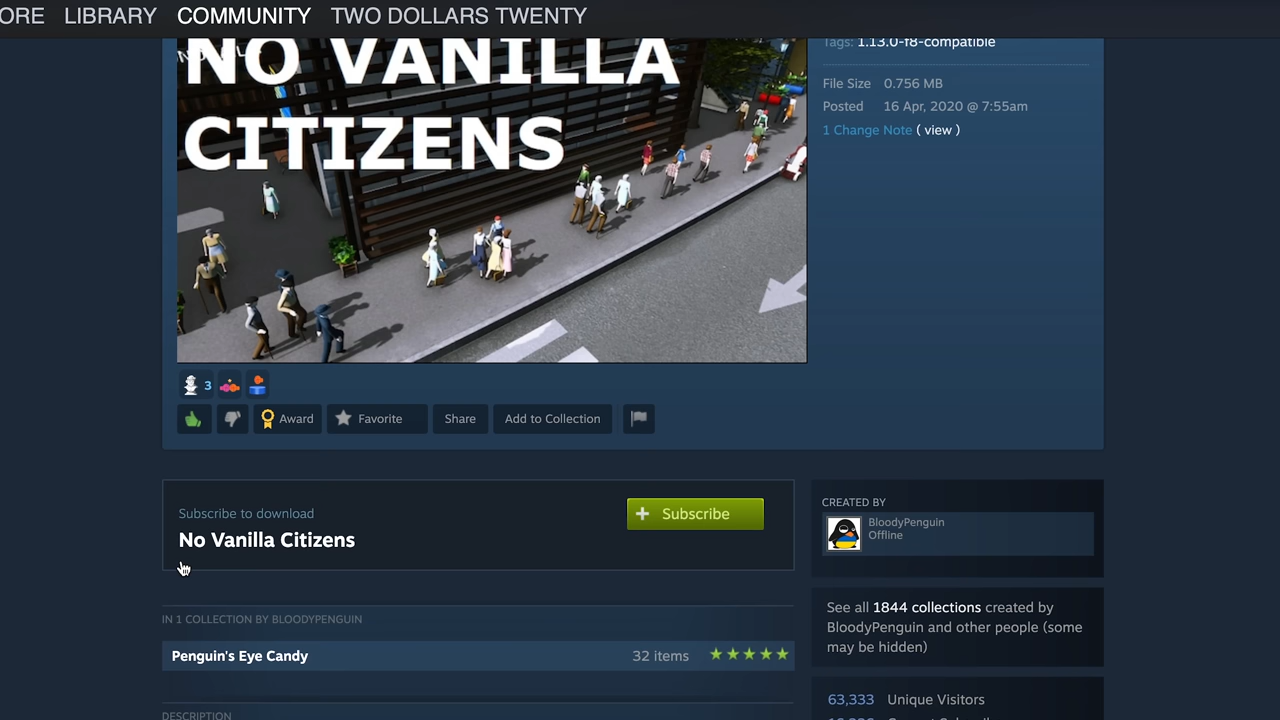 ORE LIBRARY COMMUNITY TWO DOLLARS TWENTY
NO VANILLA
CITIZENS
Tags: 1.13.0-f8-compatible
File Size 0.756 MB
Posted 16 Apr, 2020 @ 7:55am
1 Change Note ( view )
3
Award Favorite Share Add to Collection
Subscribe to download
No Vanilla Citizens
Subscribe
CREATED BY
BloodyPenguin
Offline
IN 1 COLLECTION BY BLOODYPENGUIN
Penguin's Eye Candy 32 items
See all 1844 collections created by
BloodyPenguin and other people (some
may be hidden)
63,333 Unique Visitors
DESCRIPTION